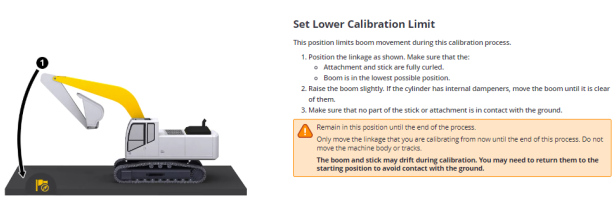 1
Set Lower Calibration Limit
This position limits boom movement during this calibration process.
1. Position the linkage as shown. Make sure that the:
Attachment and stick are fully curled.
Boom is in the lowest possible position.
2. Raise the boom slightly. If the cylinder has internal dampeners, move the boom until it is clear
of them.
3. Make sure that no part of the stick or attachment is in contact with the ground.
Remain in this position until the end of the process.
Only move the linkage that you are calibrating from now until the end of this process. Do not
move the machine body or tracks.
The boom and stick may drift during calibration. You may need to return them to the
starting position to avoid contact with the ground.